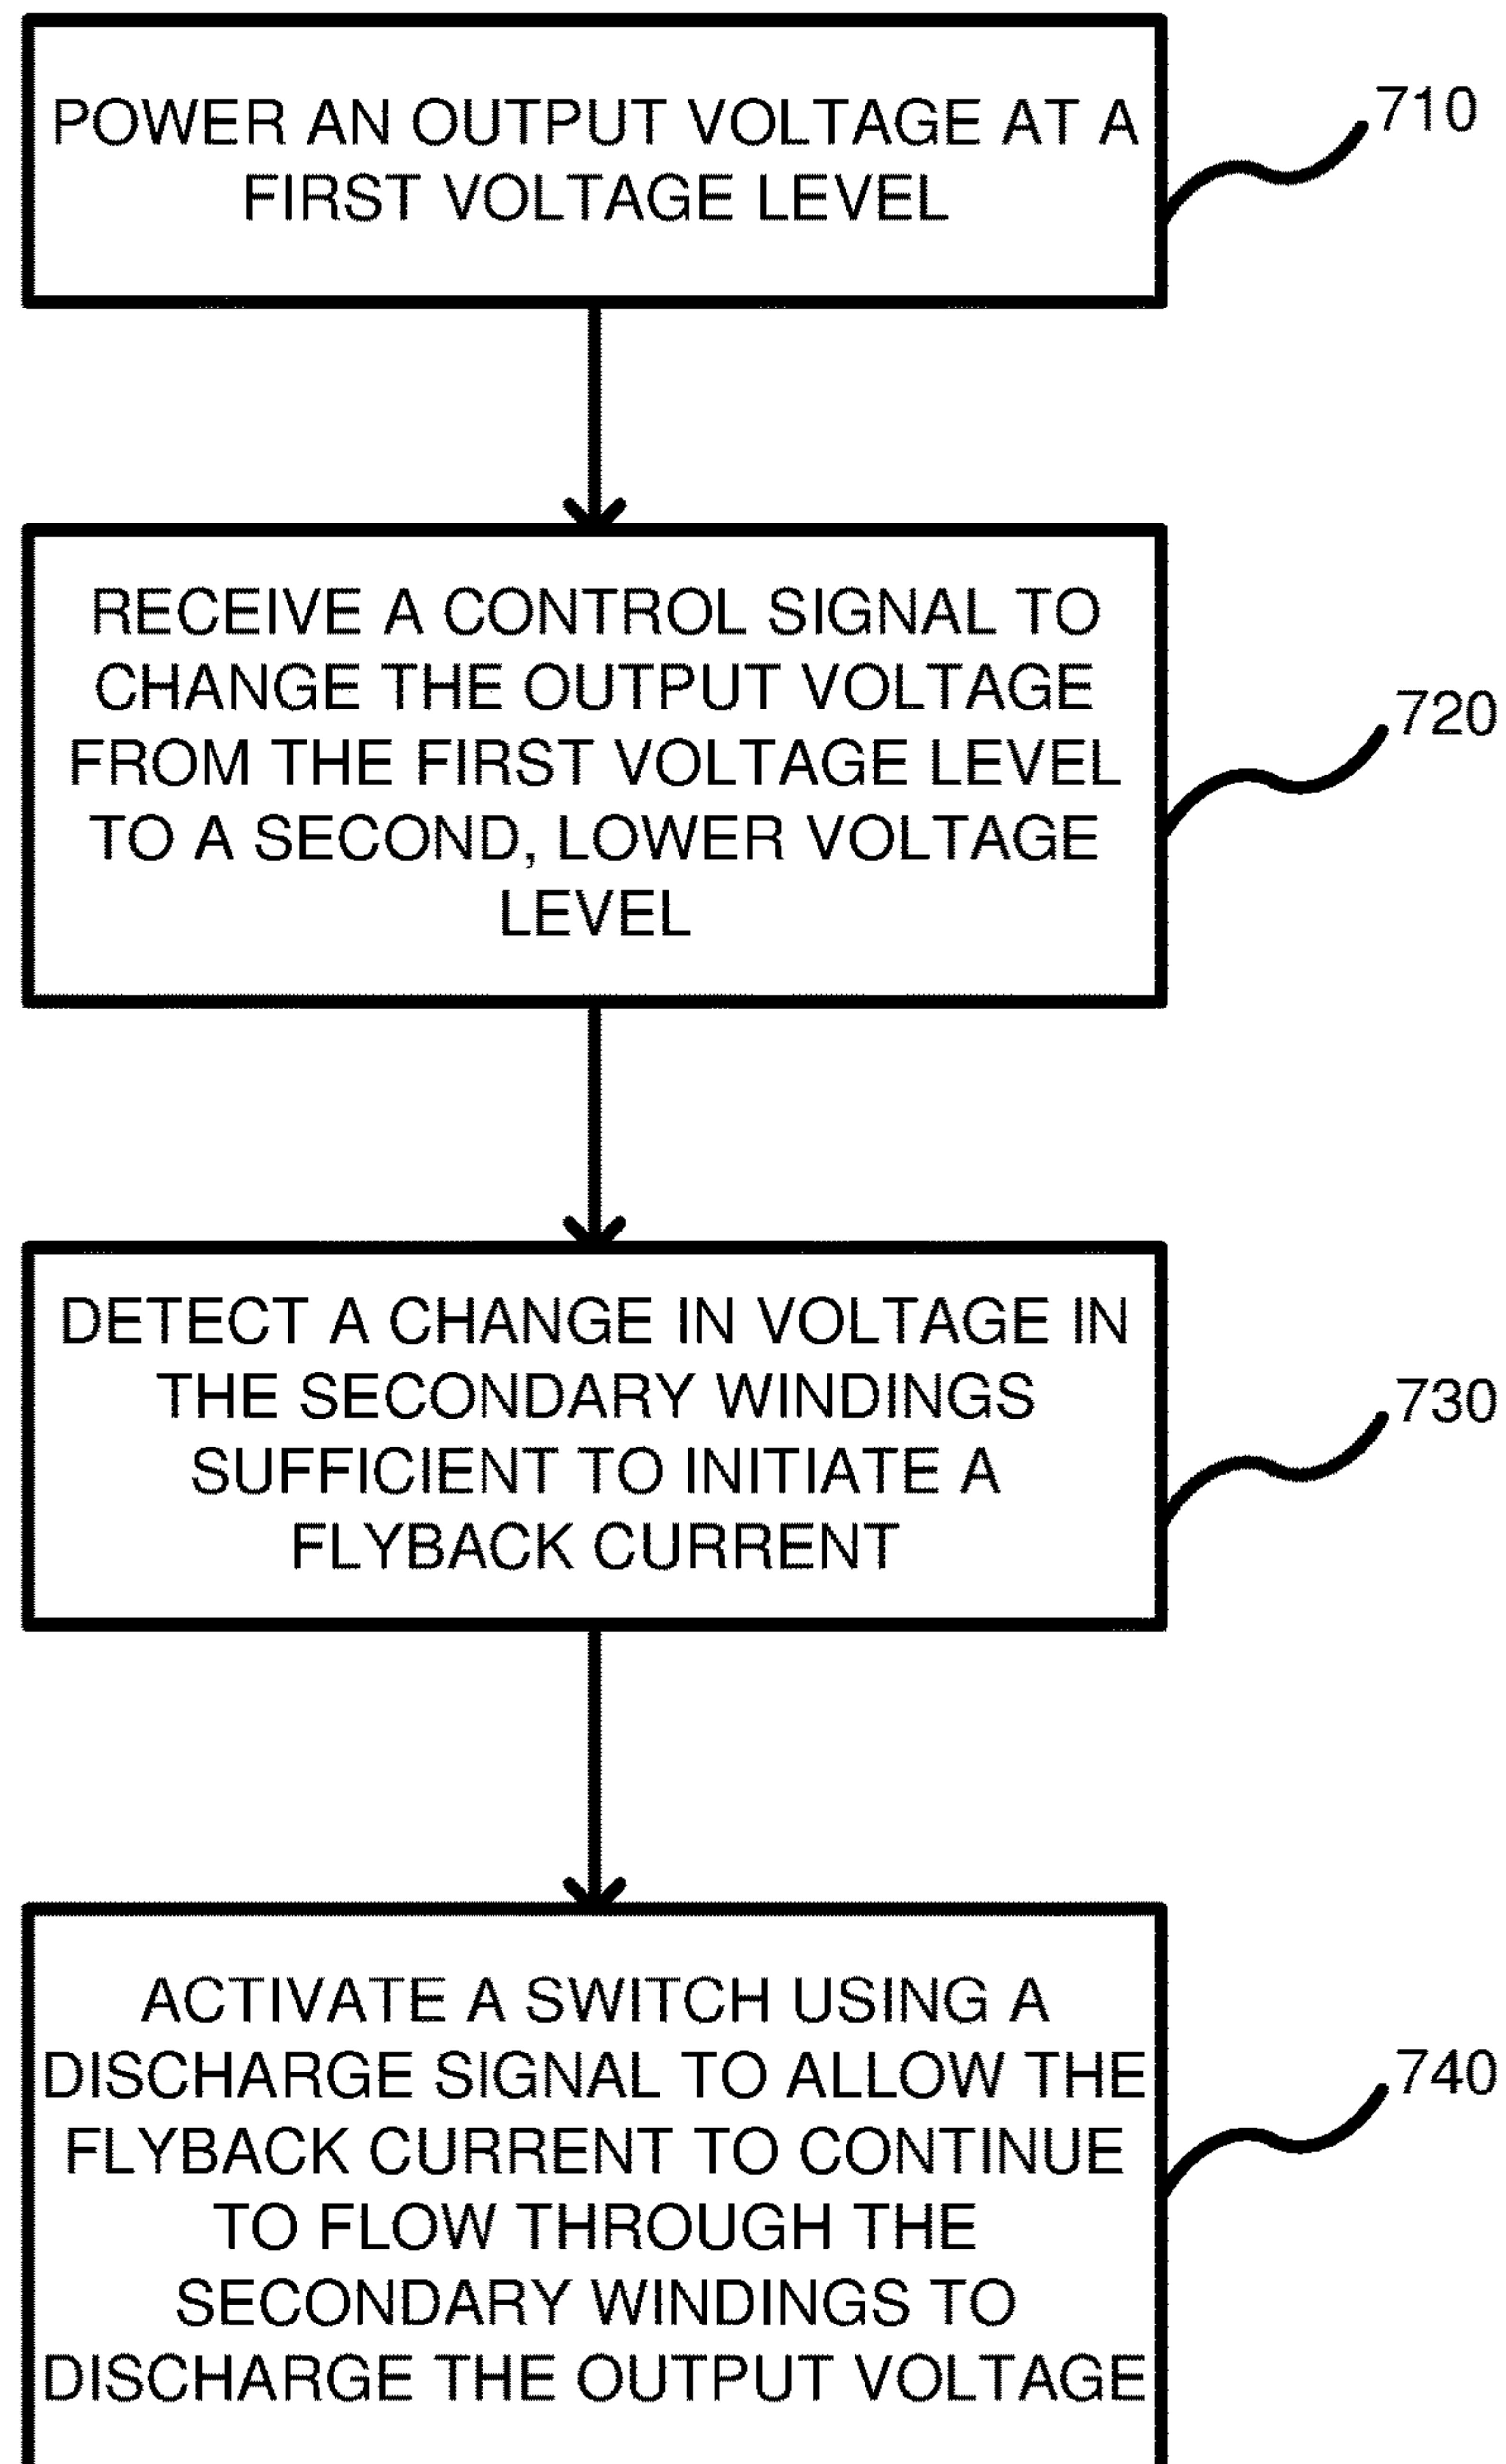 POWER AN OUTPUT VOLTAGE AT A
FIRST VOLTAGE LEVEL
710
RECEIVE A CONTROL SIGNAL TO
CHANGE THE OUTPUT VOLTAGE
FROM THE FIRST VOLTAGE LEVEL
TO A SECOND, LOWER VOLTAGE
LEVEL
720
DETECT A CHANGE IN VOLTAGE IN
THE SECONDARY WINDINGS
SUFFICIENT TO INITIATE A
FLYBACK CURRENT
730
ACTIVATE A SWITCH USING A
DISCHARGE SIGNAL TO ALLOW THE
FLYBACK CURRENT TO CONTINUE
TO FLOW THROUGH THE
SECONDARY WINDINGS TO
DISCHARGE THE OUTPUT VOLTAGE
740